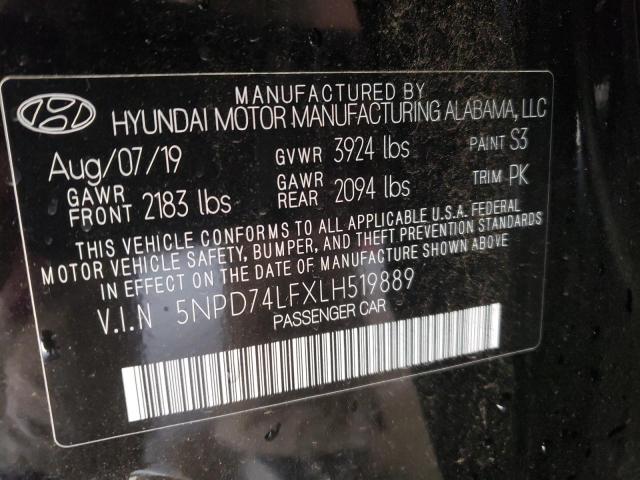 MANUFACTURED BY
HYUNDAI MOTOR MANUFACTURING ALABAMA, LLC
Aug/07/19 GVWR 3924 lbs PAINT S3
GAWR FRONT 2183 lbs GAWR REAR 2094 lbs TRIM PK
THIS VEHICLE CONFORMS TO ALL APPLICABLE U.S.A. FEDERAL
MOTOR VEHICLE SAFETY, BUMPER, AND THEFT PREVENTION STANDARDS
IN EFFECT ON THE DATE OF MANUFACTURE SHOWN ABOVE
V.I.N 5NPD74LFXLH519889
PASSENGER CAR